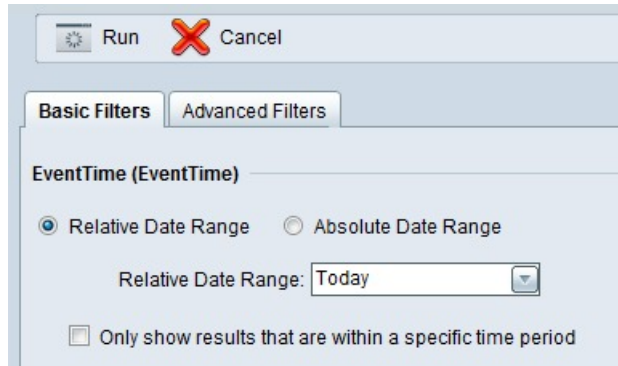 Run Cancel
Basic Filters Advanced Filters
EventTime (EventTime)
Relative Date Range Absolute Date Range
Relative Date Range: Today
Only show results that are within a specific time period